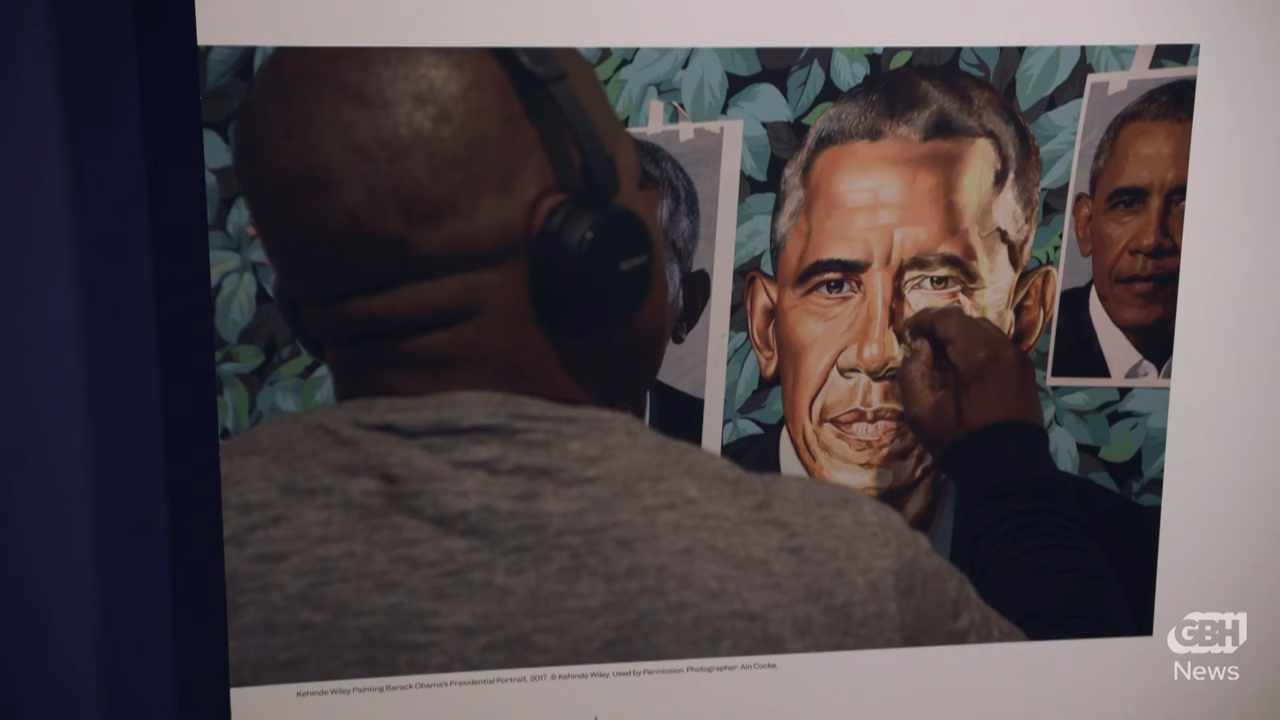 Kehinde Wiley Painting Barack Obama's Presidential Portrait, 2017. © Kehinde Wiley. Used by Permission. Photographer: Ain Cocke.
GBH
News